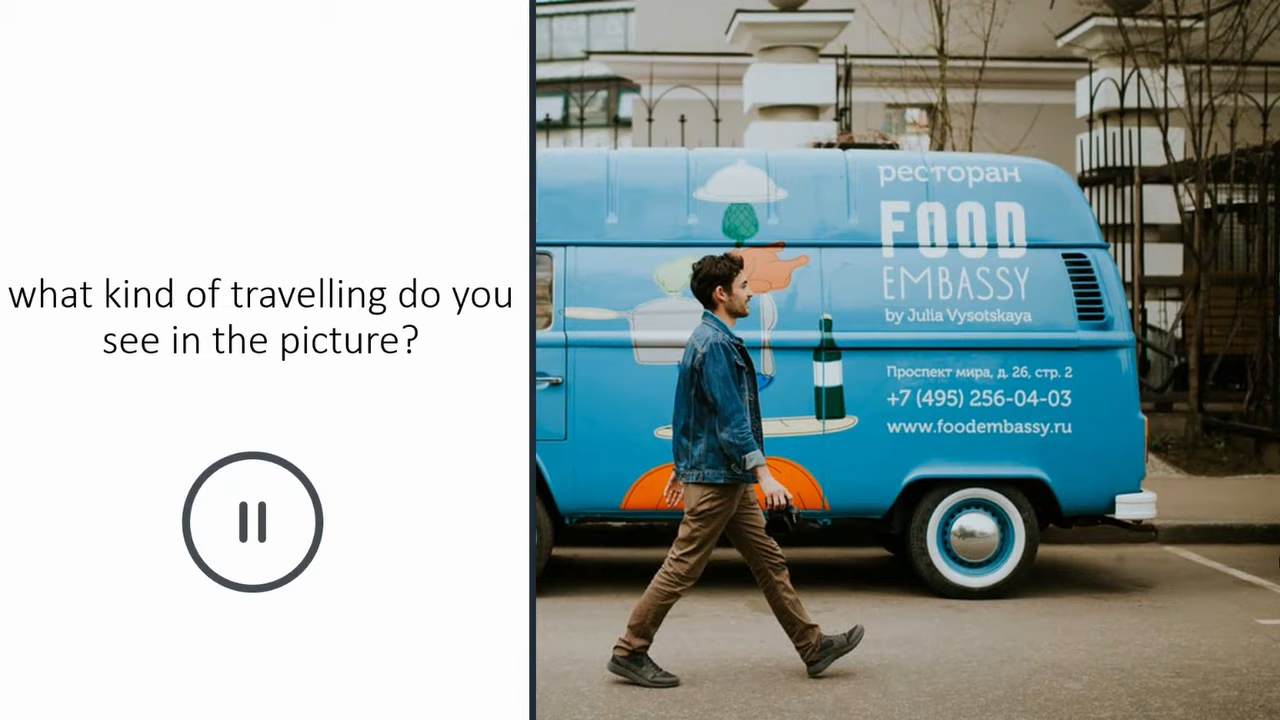 what kind of travelling do you
see in the picture?
ресторан
FOOD
EMBASSY
by Julia Vysotskaya
Проспект мира, д. 26, стр. 2
+7 (495) 256-04-03
www.foodembassy.ru